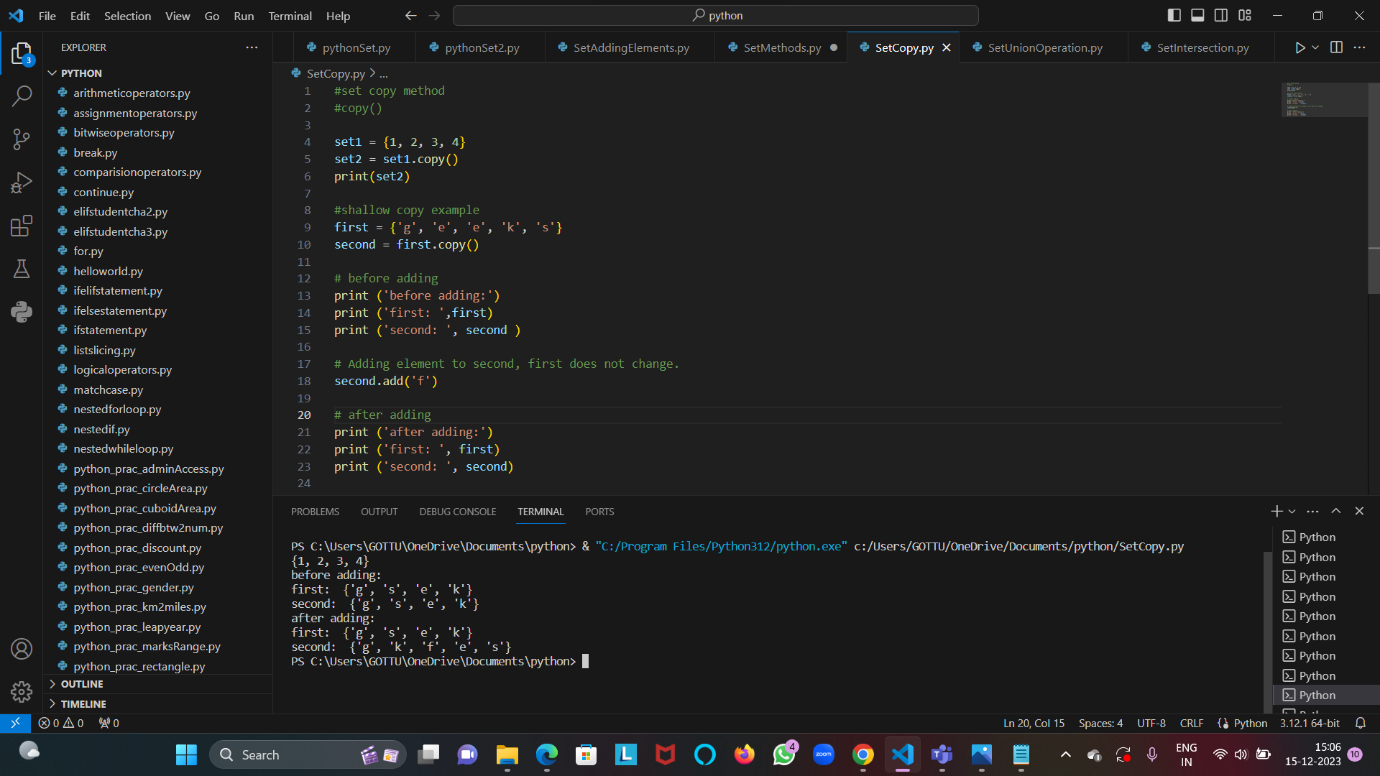 File Edit Selection View Go Run Terminal Help
python
EXPLORER
PYTHON
arithmeticoperators.py
assignmentoperators.py
bitwiseoperators.py
break.py
comparisionoperators.py
continue.py
elifstudentcha2.py
elifstudentcha3.py
for.py
helloworld.py
ifelifstatement.py
ifelsestatement.py
ifstatement.py
listslicing.py
logicaloperators.py
matchcase.py
nestedforloop.py
nestedif.py
nestedwhileloop.py
python_prac_adminAccess.py
python_prac_circleArea.py
python_prac_cuboidArea.py
python_prac_diffbtw2num.py
python_prac_discount.py
python_prac_evenOdd.py
python_prac_gender.py
python_prac_km2miles.py
python_prac_leapyear.py
python_prac_marksRange.py
python_prac_rectangle.py
OUTLINE
TIMELINE
3
pythonSet.py pythonSet2.py SetAddingElements.py SetMethods.py SetCopy.py SetUnionOperation.py SetIntersection.py
SetCopy.py > ...
1 #set copy method
2 #copy()
3
4 set1 = {1, 2, 3, 4}
5 set2 = set1.copy()
6 print(set2)
7
8 #shallow copy example
9 first = {'g', 'e', 'e', 'k', 's'}
10 second = first.copy()
11
12 # before adding
13 print ('before adding:')
14 print ('first: ',first)
15 print ('second: ', second )
16
17 # Adding element to second, first does not change.
18 second.add('f')
19
20 # after adding
21 print ('after adding:')
22 print ('first: ', first)
23 print ('second: ', second)
24
PROBLEMS OUTPUT DEBUG CONSOLE TERMINAL PORTS
PS C:\Users\GOTTU\OneDrive\Documents\python> & "C:/Program Files/Python312/python.exe" c:/Users/GOTTU/OneDrive/Documents/python/SetCopy.py
{1, 2, 3, 4}
before adding:
first:  {'g', 's', 'e', 'k'}
second:  {'g', 's', 'e', 'k'}
after adding:
first:  {'g', 's', 'e', 'k'}
second:  {'g', 'k', 'f', 'e', 's'}
PS C:\Users\GOTTU\OneDrive\Documents\python>
Python
Python
Python
Python
Python
Python
Python
Python
Python
0 0 0 Ln 20, Col 15 Spaces: 4 UTF-8 CRLF Python 3.12.1 64-bit
Search L 4 zoom ENG 15:06
IN 15-12-2023 10